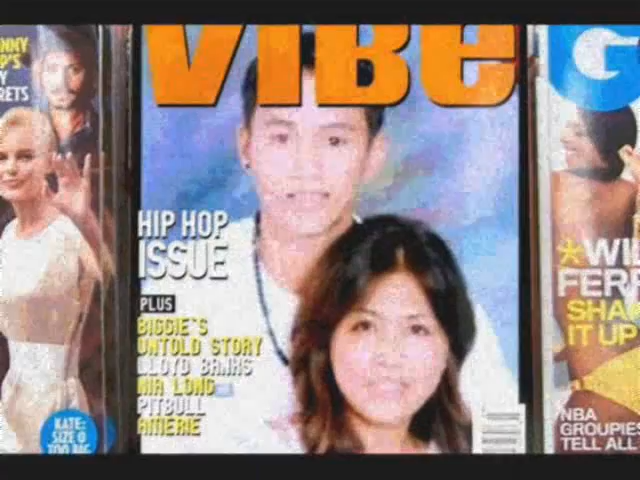 NNY
P'S
Y
RETS
KATE:
SIZE 0
TOO BIG
VIBE
HIP HOP
ISSUE
PLUS
BIGGIE'S
UNTOLD STORY
LLOYD BANKS
NIA LONG
PITBULL
AMERIE
G
*WIL
FERR
SHA
IT UP
NBA
GROUPIES
TELL ALL